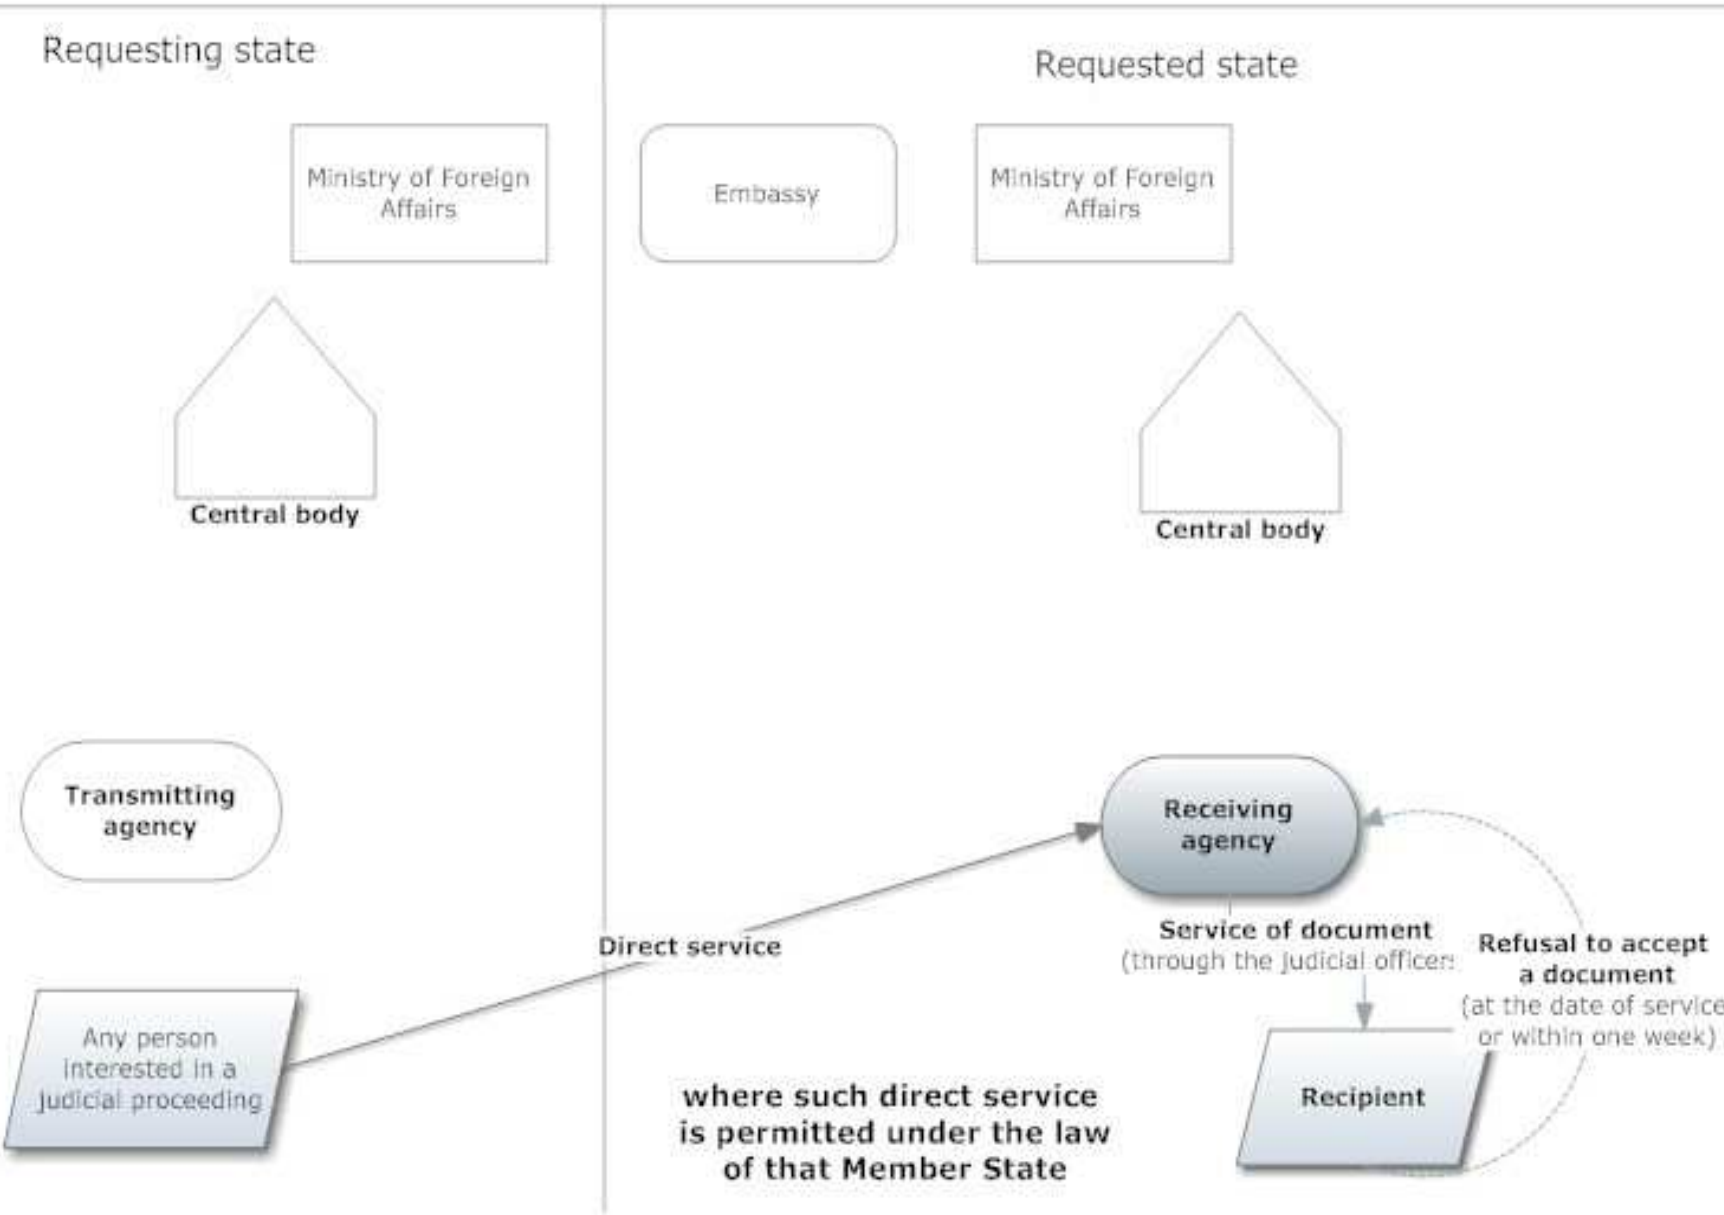 Requesting state
Requested state
Ministry of Foreign
Affairs
Embassy
Ministry of Foreign
Affairs
Central body
Central body
Transmitting
agency
Receiving
agency
Direct service
Service of document
(through the judicial officers
Refusal to accept
a document
(at the date of service
or within one week)
Any person
interested in a
judicial proceeding
where such direct service
is permitted under the law
of that Member State
Recipient